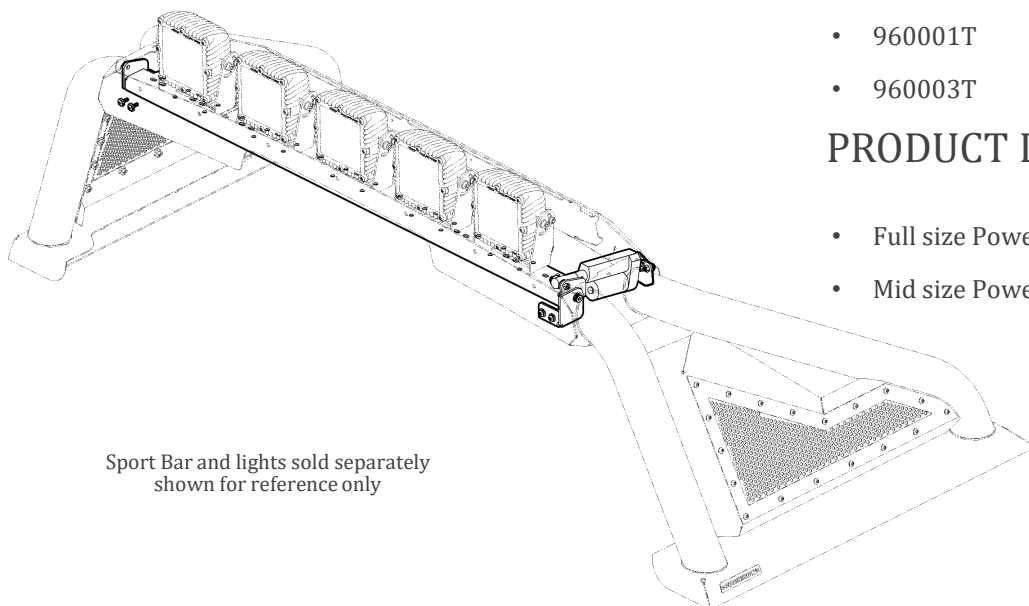 • 960001T
• 960003T
PRODUCT
• Full size Powe
• Mid size Powe
Sport Bar and lights sold separately
shown for reference only